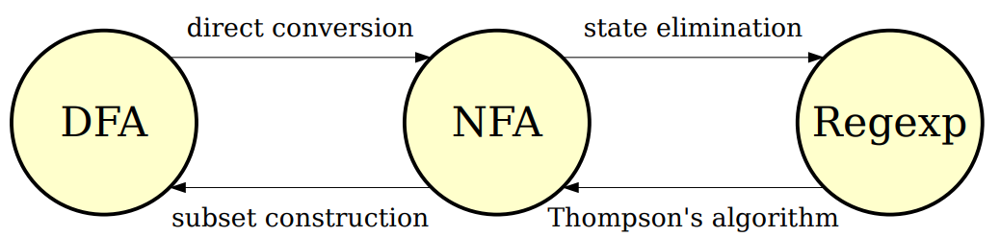 direct conversion
state elimination
DFA
NFA
Regexp
subset construction
Thompson's algorithm